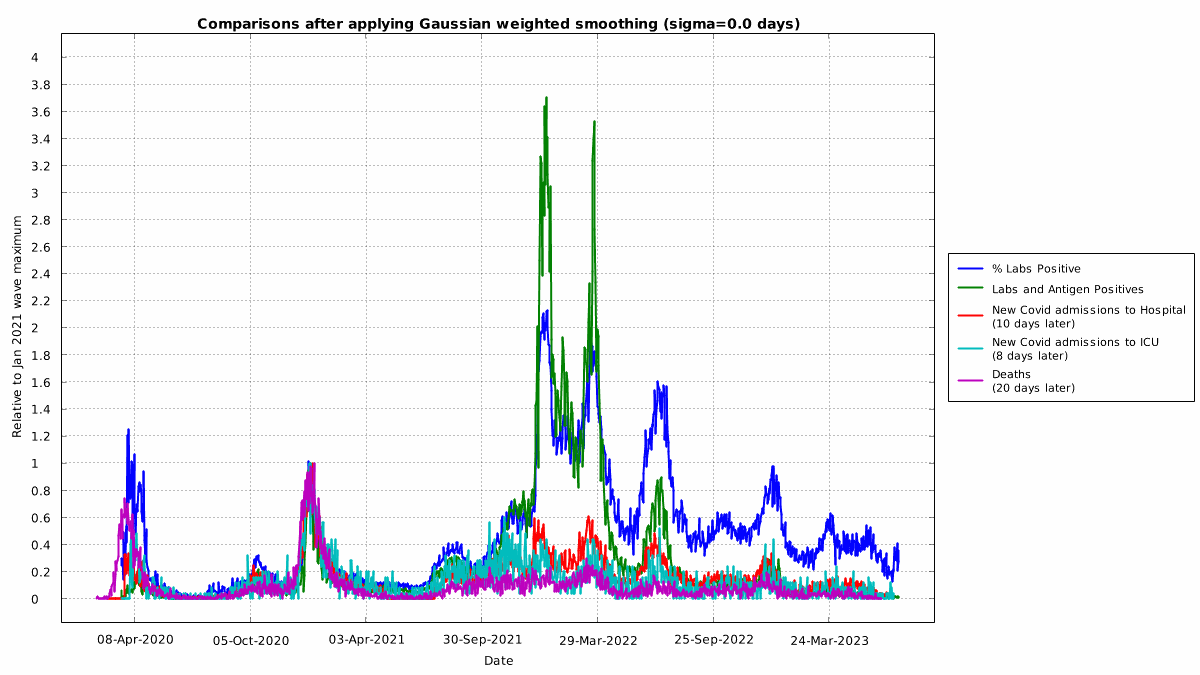 Comparisons after applying Gaussian weighted smoothing (sigma=0.0 days)
Relative to Jan 2021 wave maximum
4
3.8
3.6
3.4
3.2
3
2.8
2.6
2.4
2.2
2
1.8
1.6
1.4
1.2
1
0.8
0.6
0.4
0.2
0
08-Apr-2020
05-Oct-2020
03-Apr-2021
30-Sep-2021
29-Mar-2022
25-Sep-2022
24-Mar-2023
Date
% Labs Positive
Labs and Antigen Positives
New Covid admissions to Hospital
(10 days later)
New Covid admissions to ICU
(8 days later)
Deaths
(20 days later)